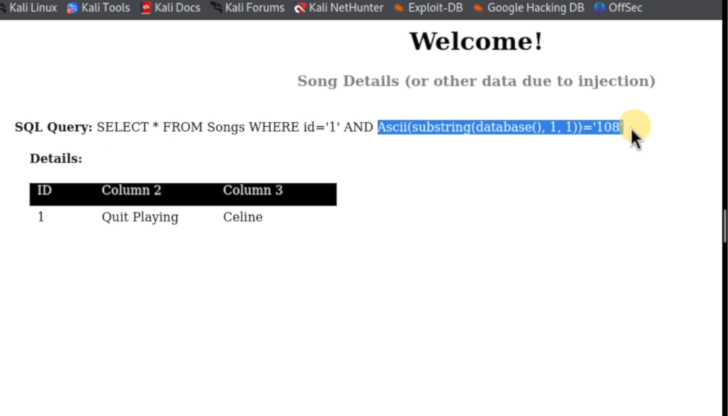 Kali Linux Kali Tools Kali Docs Kali Forums Kali NetHunter Exploit-DB Google Hacking DB OffSec
Welcome!
Song Details (or other data due to injection)
SQL Query: SELECT * FROM Songs WHERE id='1' AND Ascii(substring(database(), 1, 1))='108'
Details:
ID Column 2 Column 3
1 Quit Playing Celine